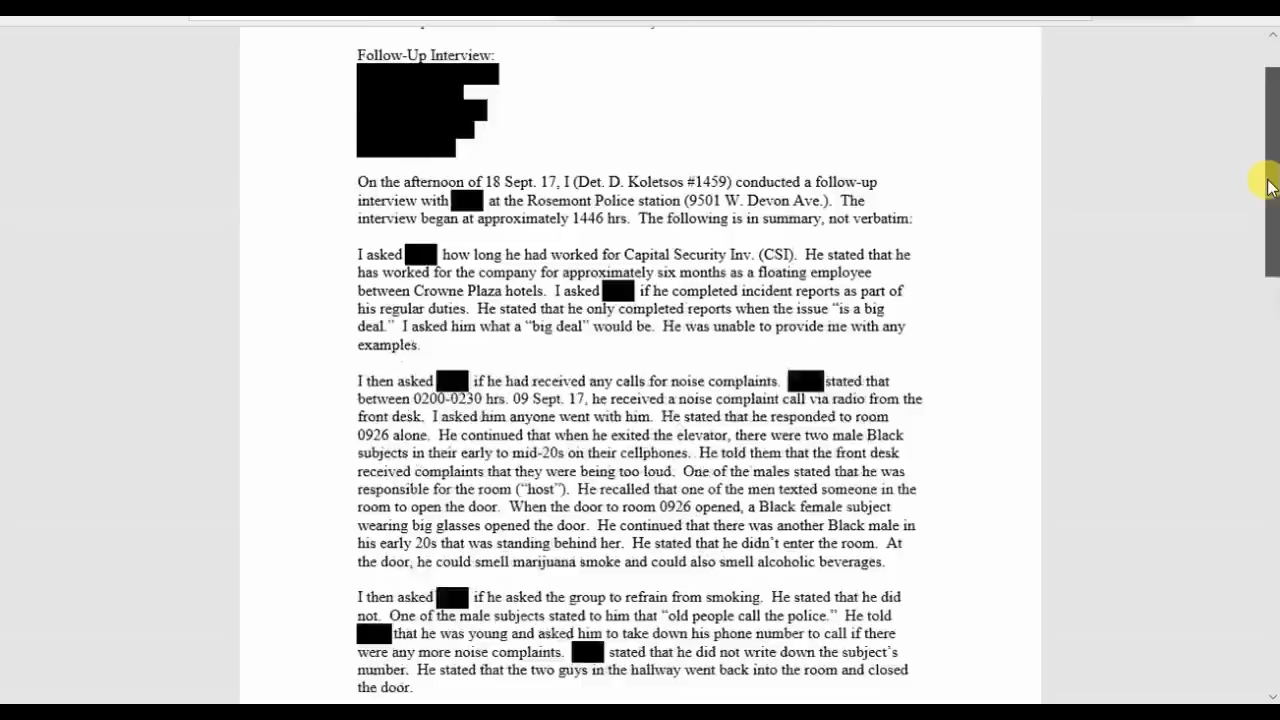 Follow-Up Interview:
On the afternoon of 18 Sept. 17, I (Det. D. Koletsos #1459) conducted a follow-up
interview with at the Rosemont Police station (9501 W. Devon Ave.). The
interview began at approximately 1446 hrs. The following is in summary, not verbatim:
I asked how long he had worked for Capital Security Inv. (CSI). He stated that he
has worked for the company for approximately six months as a floating employee
between Crowne Plaza hotels. I asked if he completed incident reports as part of
his regular duties. He stated that he only completed reports when the issue “is a big
deal.” I asked him what a “big deal” would be. He was unable to provide me with any
examples.
I then asked if he had received any calls for noise complaints. stated that
between 0200-0230 hrs. 09 Sept. 17, he received a noise complaint call via radio from the
front desk. I asked him anyone went with him. He stated that he responded to room
0926 alone. He continued that when he exited the elevator, there were two male Black
subjects in their early to mid-20s on their cellphones. He told them that the front desk
received complaints that they were being too loud. One of the males stated that he was
responsible for the room (“host”). He recalled that one of the men texted someone in the
room to open the door. When the door to room 0926 opened, a Black female subject
wearing big glasses opened the door. He continued that there was another Black male in
his early 20s that was standing behind her. He stated that he didn’t enter the room. At
the door, he could smell marijuana smoke and could also smell alcoholic beverages.
I then asked if he asked the group to refrain from smoking. He stated that he did
not. One of the male subjects stated to him that “old people call the police.” He told
that he was young and asked him to take down his phone number to call if there
were any more noise complaints. stated that he did not write down the subject’s
number. He stated that the two guys in the hallway went back into the room and closed
the door.